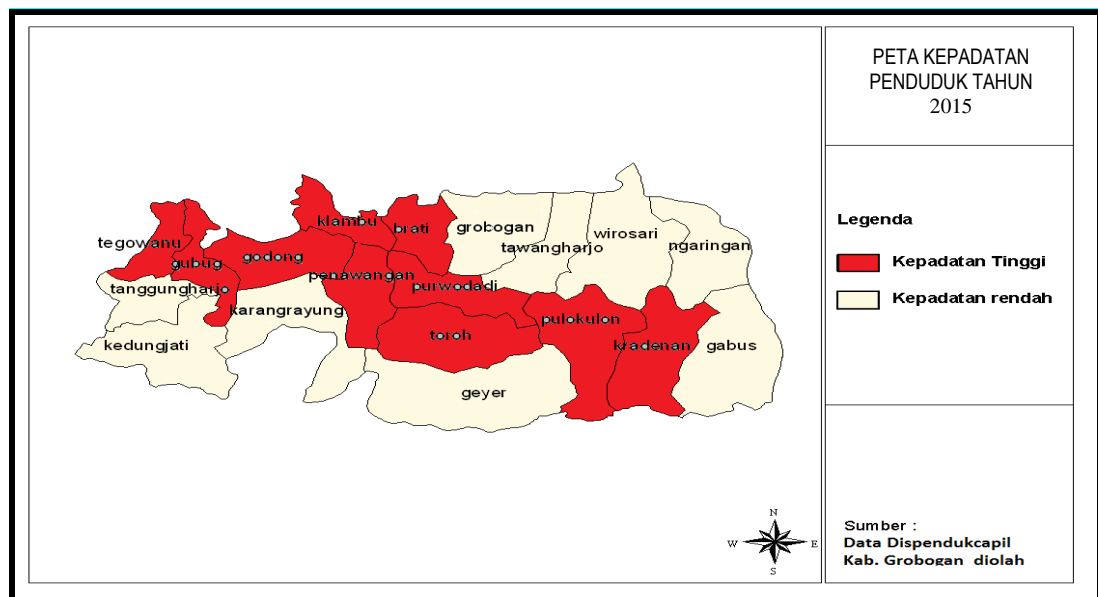 PETA KEPADATAN
PENDUDUK TAHUN
2015
Legenda
Kepadatan Tinggi
Kepadatan rendah
Sumber :
Data Dispendukcapil
Kab. Grobogan diolah
klambu
brati
grobogan
tawangharjo
wirosari
ngaringan
tegowanu
gubug
godong
penawangan
purwodadi
tanggungharjo
karangrayung
kedungjati
toroh
pulokulon
kradenan
gabus
geyer
N
W
E
S